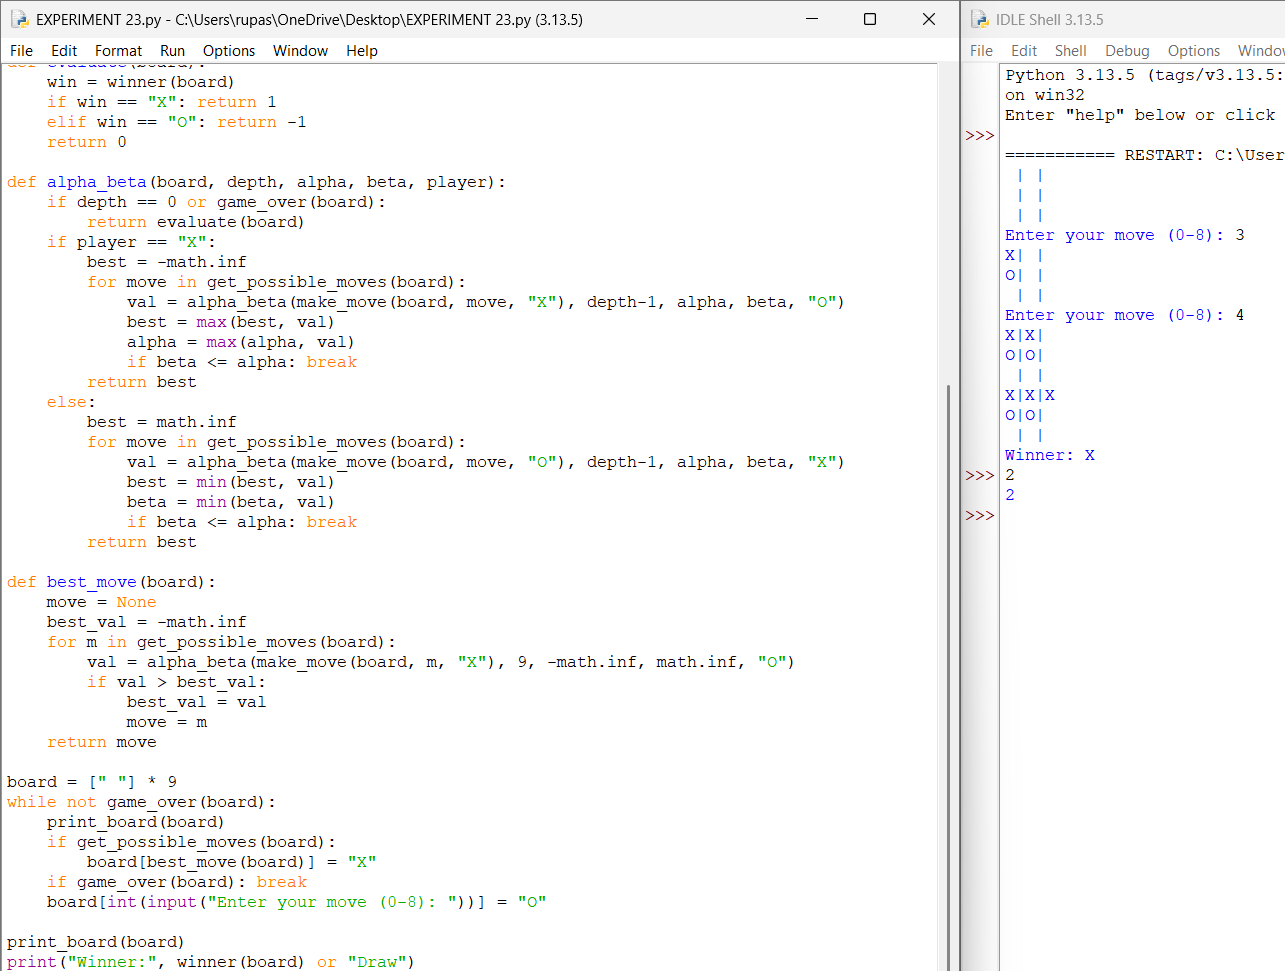 EXPERIMENT 23.py - C:\Users\rupas\OneDrive\Desktop\EXPERIMENT 23.py (3.13.5)
File Edit Format Run Options Window Help
def evaluate(board):
    win = winner(board)
    if win == "X": return 1
    elif win == "O": return -1
    return 0

def alpha_beta(board, depth, alpha, beta, player):
    if depth == 0 or game_over(board):
        return evaluate(board)
    if player == "X":
        best = -math.inf
        for move in get_possible_moves(board):
            val = alpha_beta(make_move(board, move, "X"), depth-1, alpha, beta, "O")
            best = max(best, val)
            alpha = max(alpha, val)
            if beta <= alpha: break
        return best
    else:
        best = math.inf
        for move in get_possible_moves(board):
            val = alpha_beta(make_move(board, move, "O"), depth-1, alpha, beta, "X")
            best = min(best, val)
            beta = min(beta, val)
            if beta <= alpha: break
        return best

def best_move(board):
    move = None
    best_val = -math.inf
    for m in get_possible_moves(board):
        val = alpha_beta(make_move(board, m, "X"), 9, -math.inf, math.inf, "O")
        if val > best_val:
            best_val = val
            move = m
    return move

board = [" "] * 9
while not game_over(board):
    print_board(board)
    if get_possible_moves(board):
        board[best_move(board)] = "X"
    if game_over(board): break
    board[int(input("Enter your move (0-8): "))] = "O"

print_board(board)
print("Winner:", winner(board) or "Draw")
IDLE Shell 3.13.5
File Edit Shell Debug Options Window
Python 3.13.5 (tags/v3.13.5:
on win32
Enter "help" below or click
>>>
=========== RESTART: C:\User
 | |
 | |
 | |
Enter your move (0-8): 3
X| |
O| |
 | |
Enter your move (0-8): 4
X|X|
O|O|
 | |
X|X|X
O|O|
 | |
Winner: X
>>> 2
2
>>>